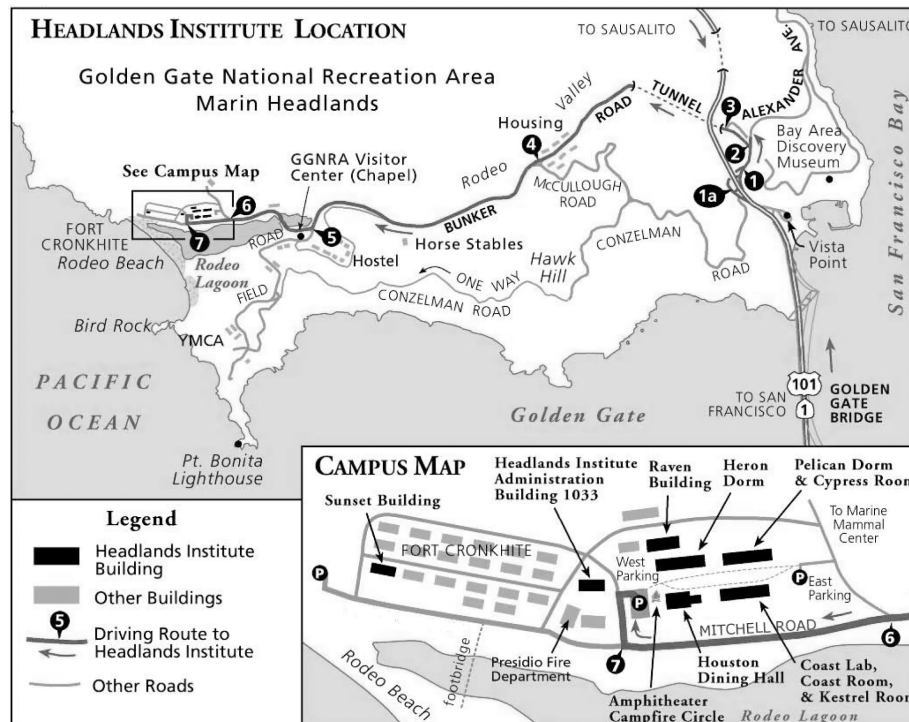 HEADLANDS INSTITUTE LOCATION
Golden Gate National Recreation Area
Marin Headlands
TO SAUSALITO
TO SAUSALITO
ALEXANDER AVE.
TUNNEL
3
2
1
1a
Bay Area
Discovery
Museum
San Francisco Bay
Vista
Point
Housing
4
Rodeo Valley
BUNKER ROAD
McCULLOUGH
ROAD
GGNRA Visitor
Center (Chapel)
See Campus Map
6
7
5
FORT
CRONKHITE
Rodeo Beach
Rodeo
Lagoon
FIELD ROAD
Hostel
Horse Stables
Hawk
Hill
CONZELMAN
ROAD
ONE WAY
CONZELMAN
ROAD
Bird Rock
YMCA
PACIFIC
OCEAN
Golden Gate
Pt. Bonita
Lighthouse
TO SAN
FRANCISCO
101
1
GOLDEN
GATE
BRIDGE
Legend
Headlands Institute
Building
Other Buildings
5
Driving Route to
Headlands Institute
Other Roads
CAMPUS MAP
Sunset Building
Headlands Institute
Administration
Building 1033
Raven
Building
Heron
Dorm
Pelican Dorm
& Cypress Room
To Marine
Mammal
Center
FORT CRONKHITE
West
Parking
P
P
P
East
Parking
MITCHELL ROAD
6
7
Presidio Fire
Department
footbridge
Rodeo Beach
Amphitheater
Campfire Circle
Houston
Dining Hall
Coast Lab,
Coast Room,
& Kestrel Room
Rodeo Lagoon